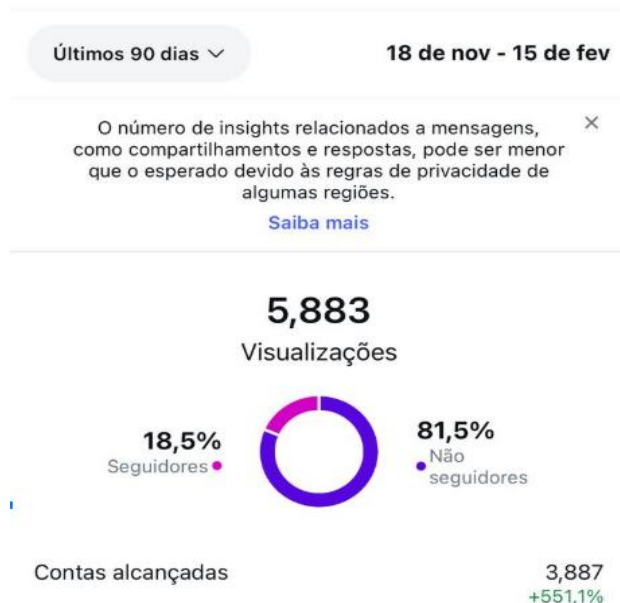 Últimos 90 dias
18 de nov - 15 de fev
O número de insights relacionados a mensagens,
como compartilhamentos e respostas, pode ser menor
que o esperado devido às regras de privacidade de
algumas regiões.
Saiba mais
5,883
Visualizações
18,5%
Seguidores
81,5%
Não
seguidores
Contas alcançadas
3,887
+551,1%